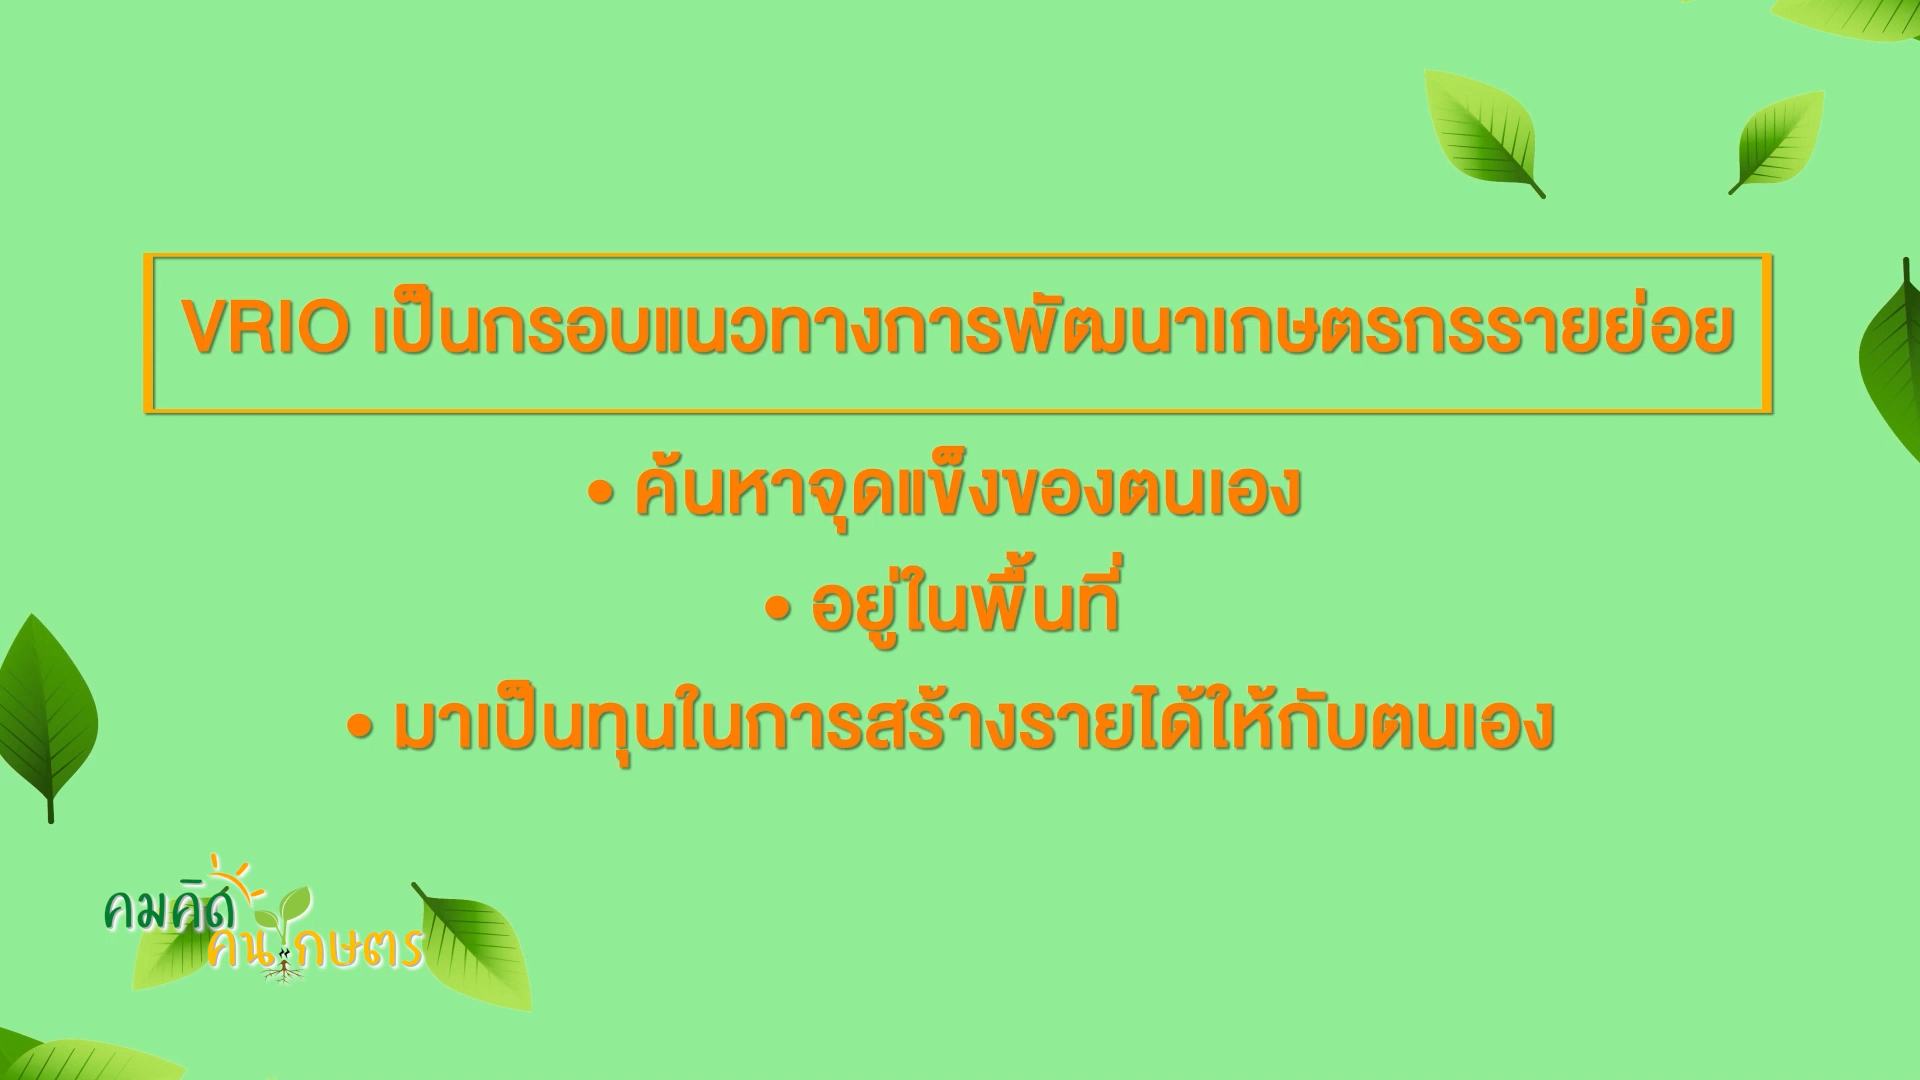 VRIO เป็นกรอบแนวทางการพัฒนาเกษตรกรรายย่อย
• ค้นหาจุดแข็งของตนเอง
• อยู่ในพื้นที่
• มาเป็นทุนในการสร้างรายได้ให้กับตนเอง
คมคิด
คนเกษตร